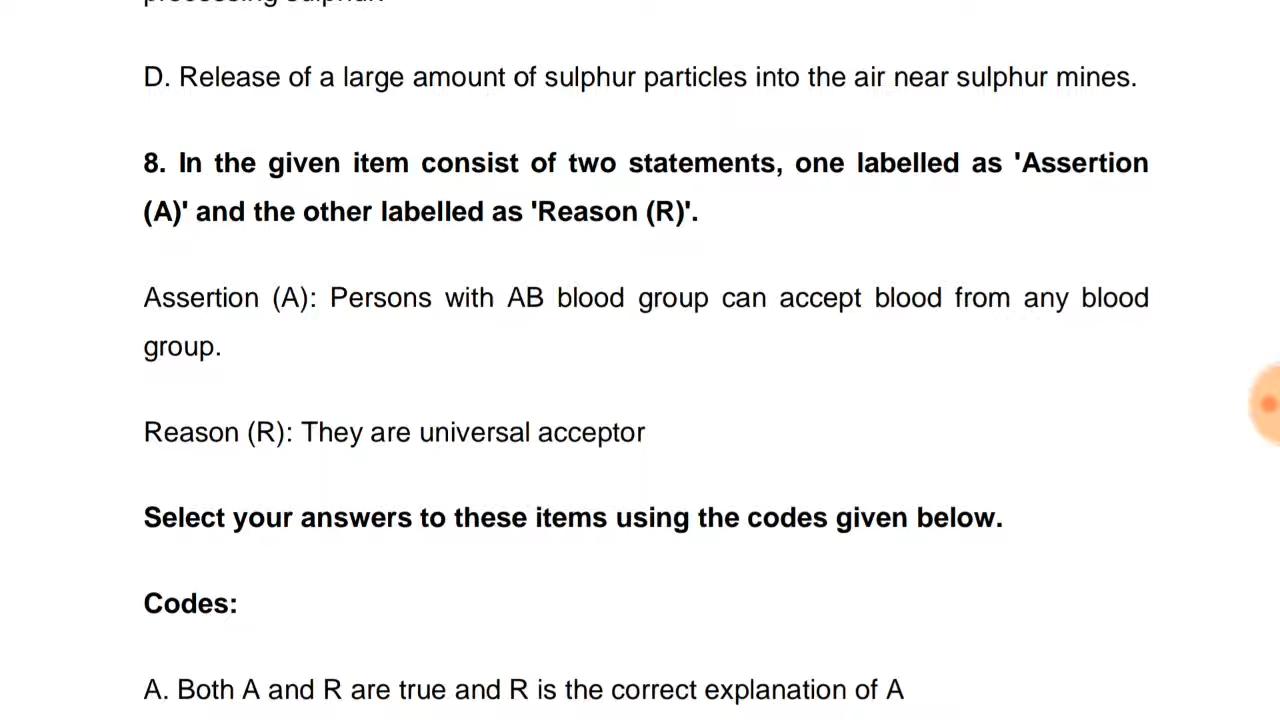 D. Release of a large amount of sulphur particles into the air near sulphur mines.
8. In the given item consist of two statements, one labelled as 'Assertion
(A)' and the other labelled as 'Reason (R)'.
Assertion (A): Persons with AB blood group can accept blood from any blood
group.
Reason (R): They are universal acceptor
Select your answers to these items using the codes given below.
Codes:
A. Both A and R are true and R is the correct explanation of A